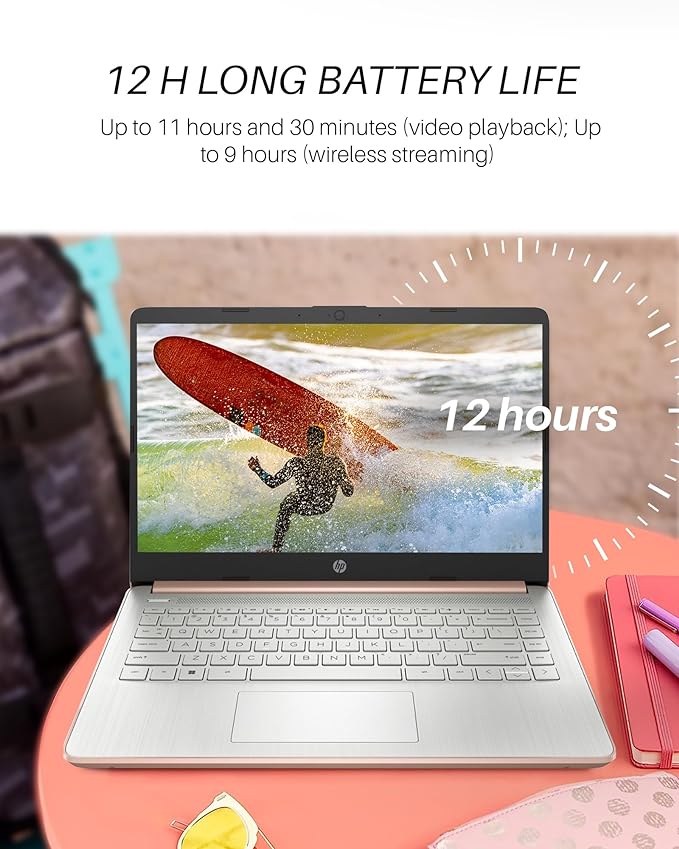 12 H LONG BATTERY LIFE
Up to 11 hours and 30 minutes (video playback); Up
to 9 hours (wireless streaming)
12 hours
hp
Q W E R T Y U I O P
A S D F G H J K L
Z X C V B N M